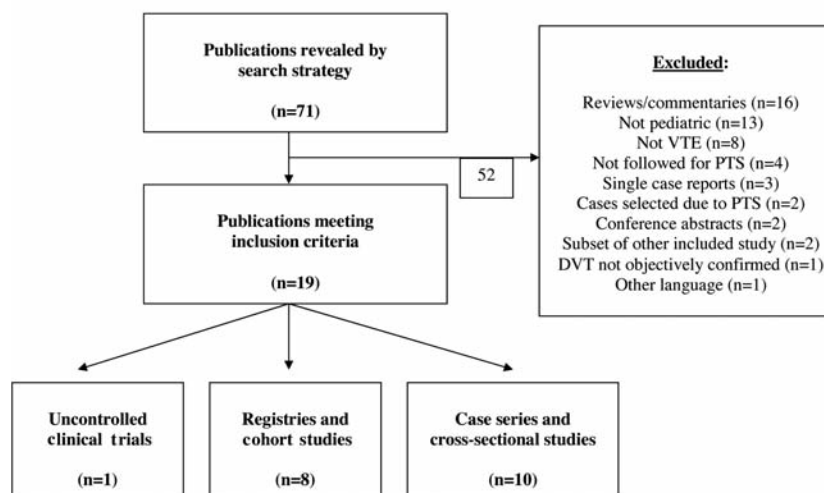 Publications revealed by
search strategy
(n=71)
Excluded:
Reviews/commentaries (n=16)
Not pediatric (n=13)
Not VTE (n=8)
Not followed for PTS (n=4)
Single case reports (n=3)
Cases selected due to PTS (n=2)
Conference abstracts (n=2)
Subset of other included study (n=2)
DVT not objectively confirmed (n=1)
Other language (n=1)
52
Publications meeting
inclusion criteria
(n=19)
Uncontrolled
clinical trials
(n=1)
Registries and
cohort studies
(n=8)
Case series and
cross-sectional studies
(n=10)